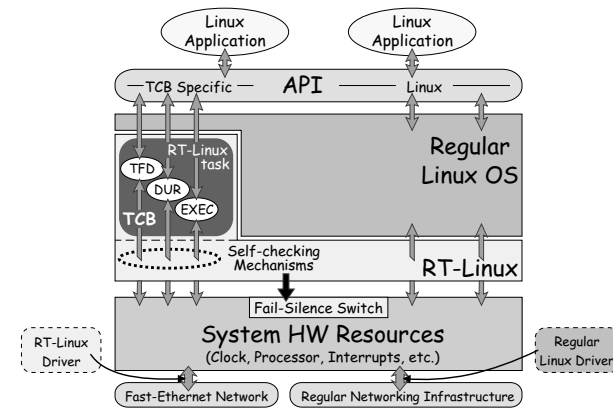 Linux
Application
Linux
Application
TCB Specific
API
Linux
RT-Linux
task
TFD
DUR
EXEC
TCB
Regular
Linux OS
Self-checking
Mechanisms
RT-Linux
Fail-Silence Switch
System HW Resources
(Clock, Processor, Interrupts, etc.)
RT-Linux
Driver
Regular
Linux Driver
Fast-Ethernet Network
Regular Networking Infrastructure